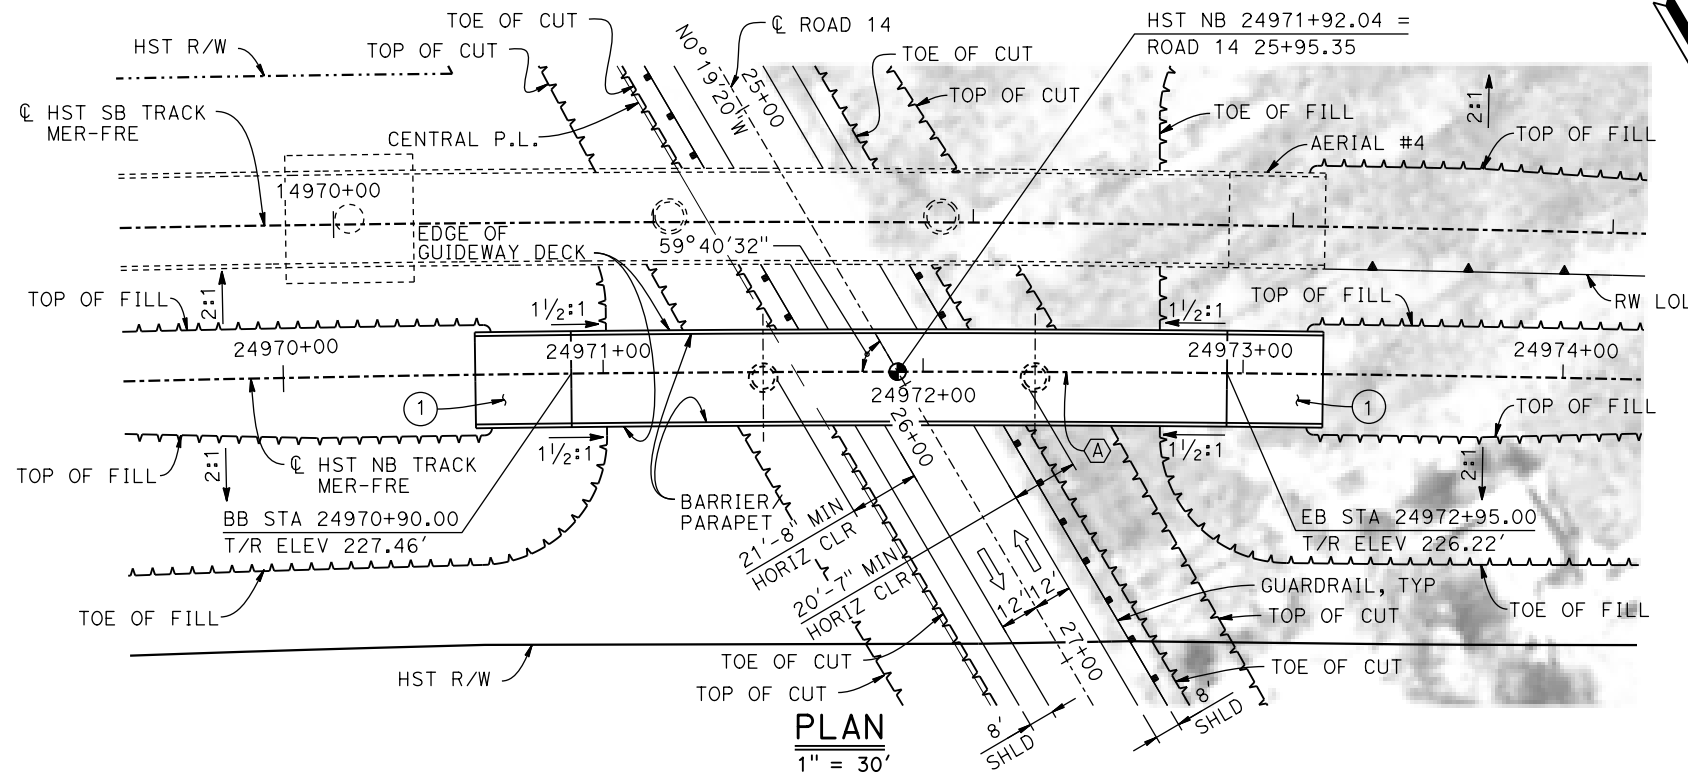 TOE OF CUT
HST R/W
TOP OF CUT
℄ ROAD 14
HST NB 24971+92.04 =
ROAD 14 25+95.35
N0°19'20"W
25+00
TOE OF CUT
TOP OF CUT
℄ HST SB TRACK
MER-FRE
CENTRAL P.L.
TOE OF FILL
2:1
TOP OF FILL
AERIAL #4
14970+00
EDGE OF
GUIDEWAY DECK
59°40'32"
TOP OF FILL
2:1
1½:1
1½:1
TOP OF FILL
RW LOL
24970+00
24971+00
24973+00
24974+00
24972+00
1
1
26+00
TOP OF FILL
TOP OF FILL
2:1
℄ HST NB TRACK
MER-FRE
1½:1
A
1½:1
2:1
BB STA 24970+90.00
T/R ELEV 227.46'
BARRIER/
PARAPET
21'-8" MIN
HORIZ CLR
20'-7" MIN
HORIZ CLR
EB STA 24972+95.00
T/R ELEV 226.22'
12'
12'
GUARDRAIL, TYP
TOE OF FILL
TOP OF CUT
TOE OF FILL
27+00
HST R/W
TOE OF CUT
TOP OF CUT
TOE OF CUT
8'
SHLD
8'
SHLD
PLAN
1" = 30'